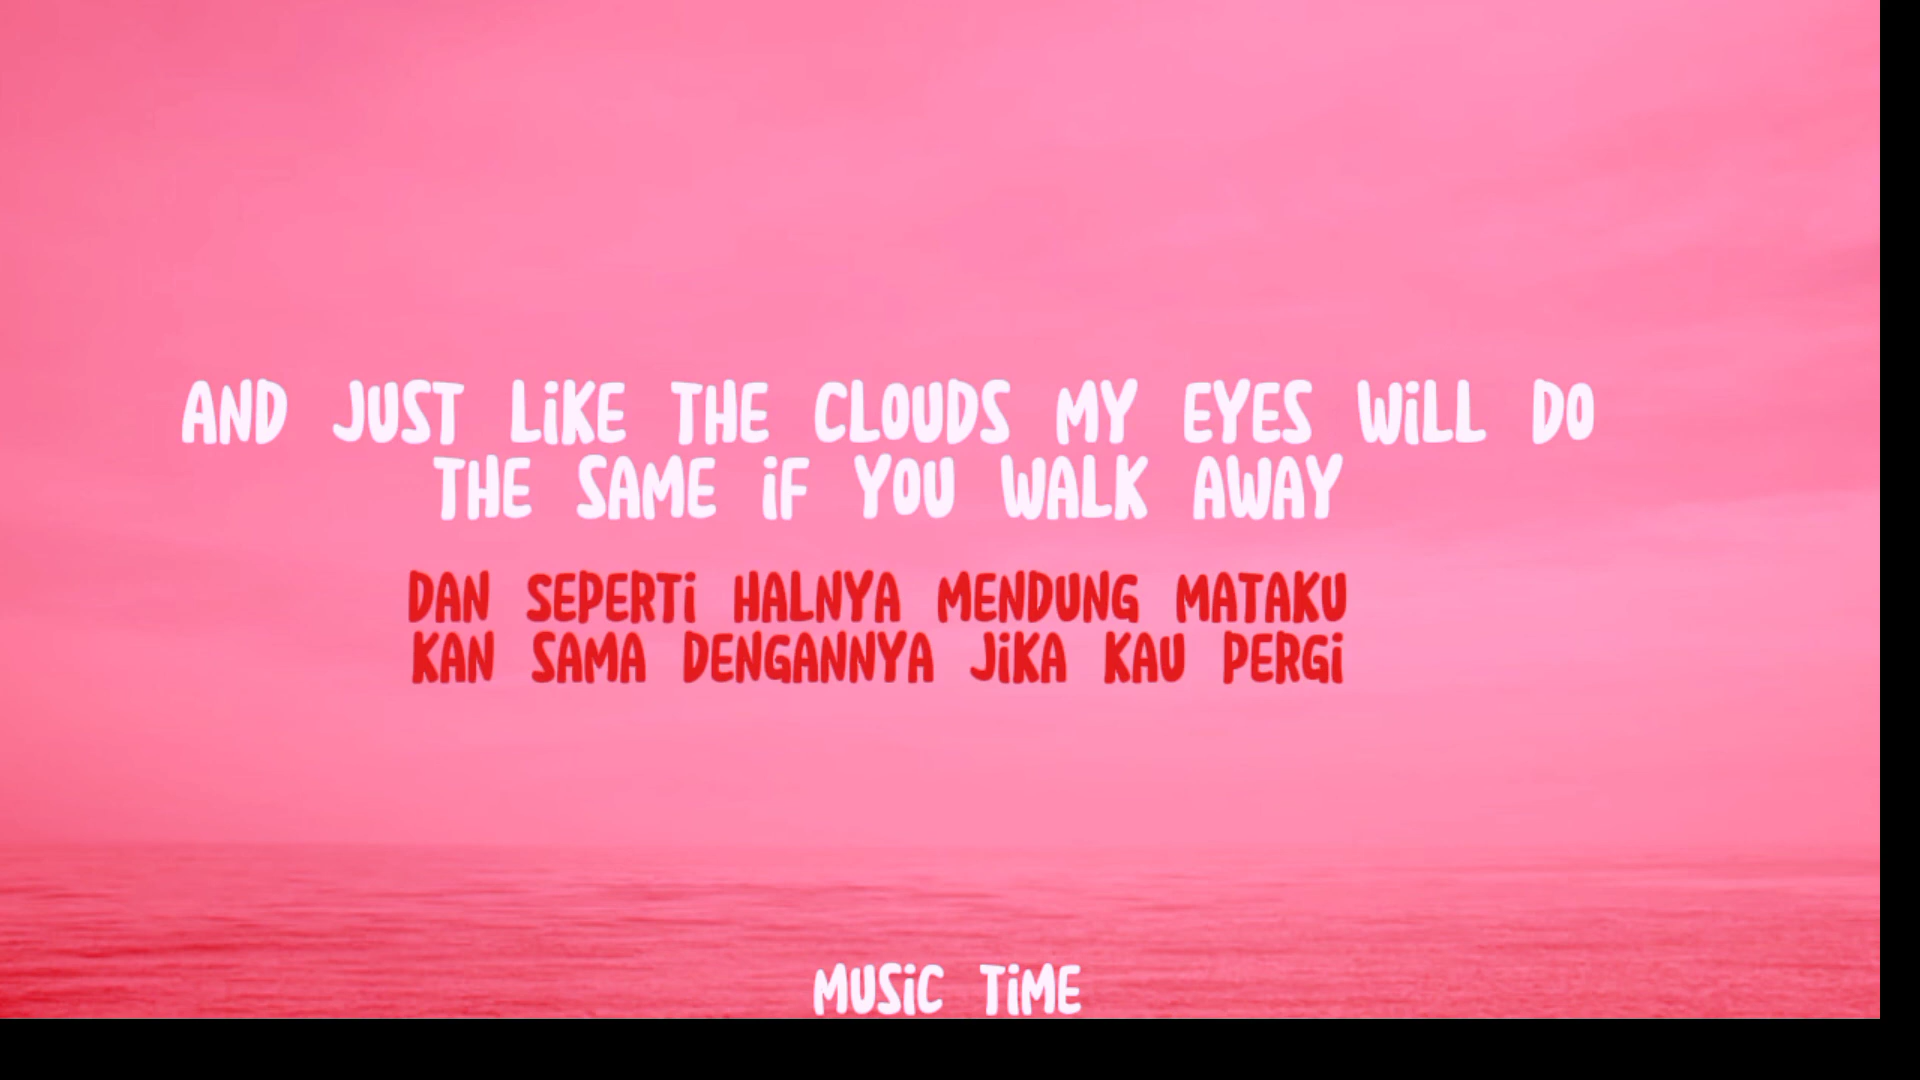 AND JUST LIKE THE CLOUDS MY EYES WILL DO
THE SAME IF YOU WALK AWAY
DAN SEPERTI HALNYA MENDUNG MATAKU
KAN SAMA DENGANNYA JIKA KAU PERGI
MUSIC TIME